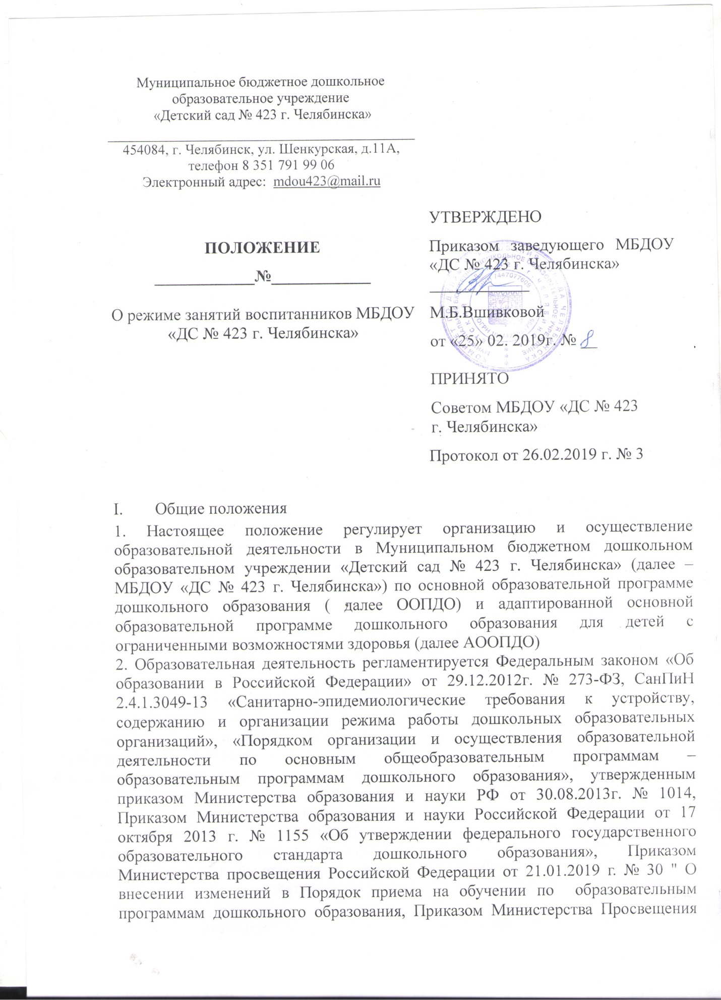 Муниципальное бюджетное дошкольное
образовательное учреждение
«Детский сад № 423 г. Челябинска»
454084, г. Челябинск, ул. Шенкурская, д.11А,
телефон 8 351 791 99 06
Электронный адрес: mdou423@mail.ru
ПОЛОЖЕНИЕ
____________№____________
О режиме занятий воспитанников МБДОУ
«ДС № 423 г. Челябинска»
УТВЕРЖДЕНО
Приказом заведующего МБДОУ
«ДС № 423 г. Челябинска»
М.Б.Вшивковой
от «25» 02. 2019г. № 8
ПРИНЯТО
Советом МБДОУ «ДС № 423
г. Челябинска»
Протокол от 26.02.2019 г. № 3
I. Общие положения
1. Настоящее положение регулирует организацию и осуществление
образовательной деятельности в Муниципальном бюджетном дошкольном
образовательном учреждении «Детский сад № 423 г. Челябинска» (далее –
МБДОУ «ДС № 423 г. Челябинска») по основной образовательной программе
дошкольного образования ( далее ООПДО) и адаптированной основной
образовательной программе дошкольного образования для детей с
ограниченными возможностями здоровья (далее АООПДО)
2. Образовательная деятельность регламентируется Федеральным законом «Об
образовании в Российской Федерации» от 29.12.2012г. № 273-ФЗ, СанПиН
2.4.1.3049-13 «Санитарно-эпидемиологические требования к устройству,
содержанию и организации режима работы дошкольных образовательных
организаций», «Порядком организации и осуществления образовательной
деятельности по основным общеобразовательным программам –
образовательным программам дошкольного образования», утвержденным
приказом Министерства образования и науки РФ от 30.08.2013г. № 1014,
Приказом Министерства образования и науки Российской Федерации от 17
октября 2013 г. № 1155 «Об утверждении федерального государственного
образовательного стандарта дошкольного образования», Приказом
Министерства просвещения Российской Федерации от 21.01.2019 г. № 30 " О
внесении изменений в Порядок приема на обучении по образовательным
программам дошкольного образования, Приказом Министерства Просвещения